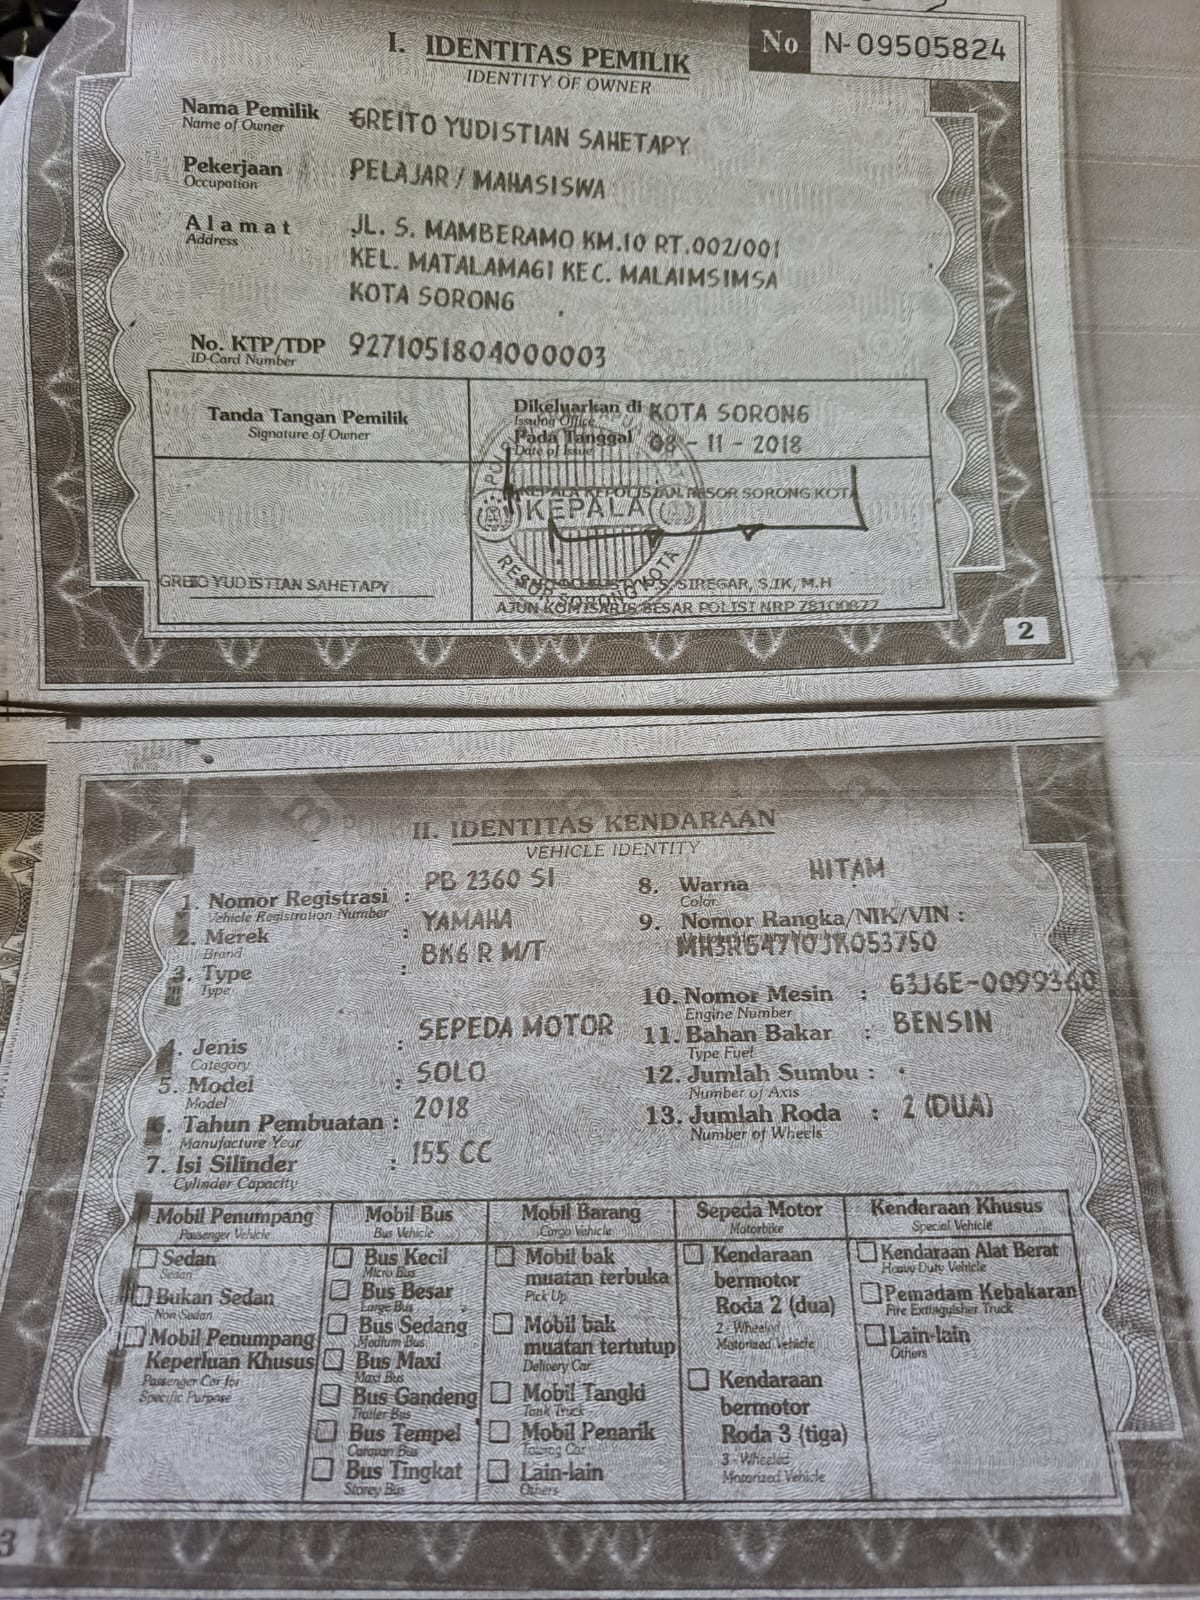 No N-09505824
I. IDENTITAS PEMILIK
IDENTITY OF OWNER
Nama Pemilik GREITO YUDISTIAN SAHETAPY
Name of Owner
Pekerjaan PELAJAR / MAHASISWA
Occupation
Alamat JL. S. MAMBERAMO KM.10 RT.002/001
Address
KEL. MATALAMAGI KEC. MALAIMSIMSA
KOTA SORONG
No. KTP/TDP 9271051804000003
ID-Card Number
Tanda Tangan Pemilik
Signature of Owner
Dikeluarkan di KOTA SORONG
Issuing Office
Pada Tanggal 08 - 11 - 2018
Date of Issue
KEPALA KEPOLISIAN RESOR SORONG KOTA
KEPALA
RESOR SORONG KOTA
GREITO YUDISTIAN SAHETAPY
SIREGAR, S.IK, M.H
AJUN KOMISARIS BESAR POLISI NRP
2
II. IDENTITAS KENDARAAN
VEHICLE IDENTITY
1. Nomor Registrasi : PB 2360 SI
Vehicle Registration Number
2. Merek : YAMAHA
Brand
3. Type : BK6 R M/T
Type
4. Jenis : SEPEDA MOTOR
Category
5. Model : SOLO
Model
6. Tahun Pembuatan : 2018
Manufacture Year
7. Isi Silinder : 155 CC
Cylinder Capacity
8. Warna HITAM
Color
9. Nomor Rangka/NIK/VIN :
10. Nomor Mesin : G3J6E-0099360
Engine Number
11. Bahan Bakar : BENSIN
Type Fuel
12. Jumlah Sumbu :
Number of Axis
13. Jumlah Roda : 2 (DUA)
Number of Wheels
Mobil Penumpang
Passenger Vehicle
Sedan
Sedan
Bukan Sedan
Non Sedan
Mobil Penumpang
Keperluan Khusus
Passenger Car for
Specific Purpose
Mobil Bus
Bus Vehicle
Bus Kecil
Micro Bus
Bus Besar
Large Bus
Bus Sedang
Medium Bus
Bus Maxi
Maxi Bus
Bus Gandeng
Trailer Bus
Bus Tempel
Caravan Bus
Bus Tingkat
Storey Bus
Mobil Barang
Cargo Vehicle
Mobil bak
muatan terbuka
Pick Up
Mobil bak
muatan tertutup
Delivery Car
Mobil Tangki
Tank Truck
Mobil Penarik
Towing Car
Lain-lain
Others
Sepeda Motor
Motorbike
Kendaraan
bermotor
Roda 2 (dua)
2 - Wheeled
Motorized Vehicle
Kendaraan
bermotor
Roda 3 (tiga)
3 - Wheeled
Motorized Vehicle
Kendaraan Khusus
Special Vehicle
Kendaraan Alat Berat
Heavy Duty Vehicle
Pemadam Kebakaran
Fire Extinguisher Truck
Lain-lain
Others
3